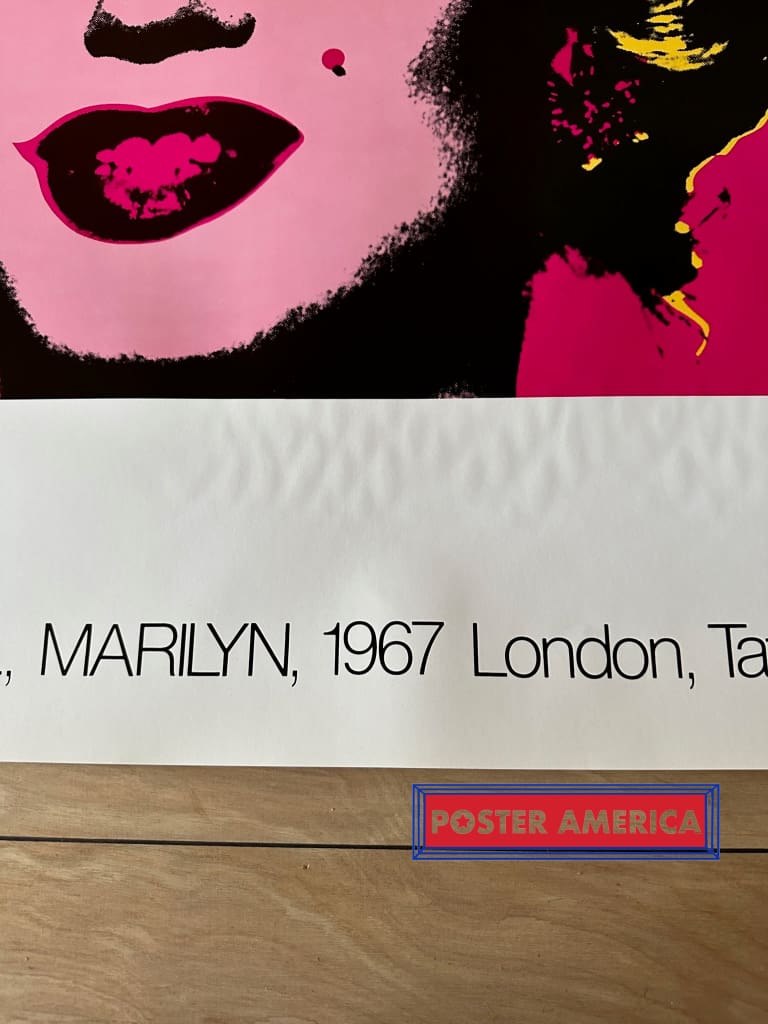 , MARILYN, 1967 London, Ta
POSTER AMERICA